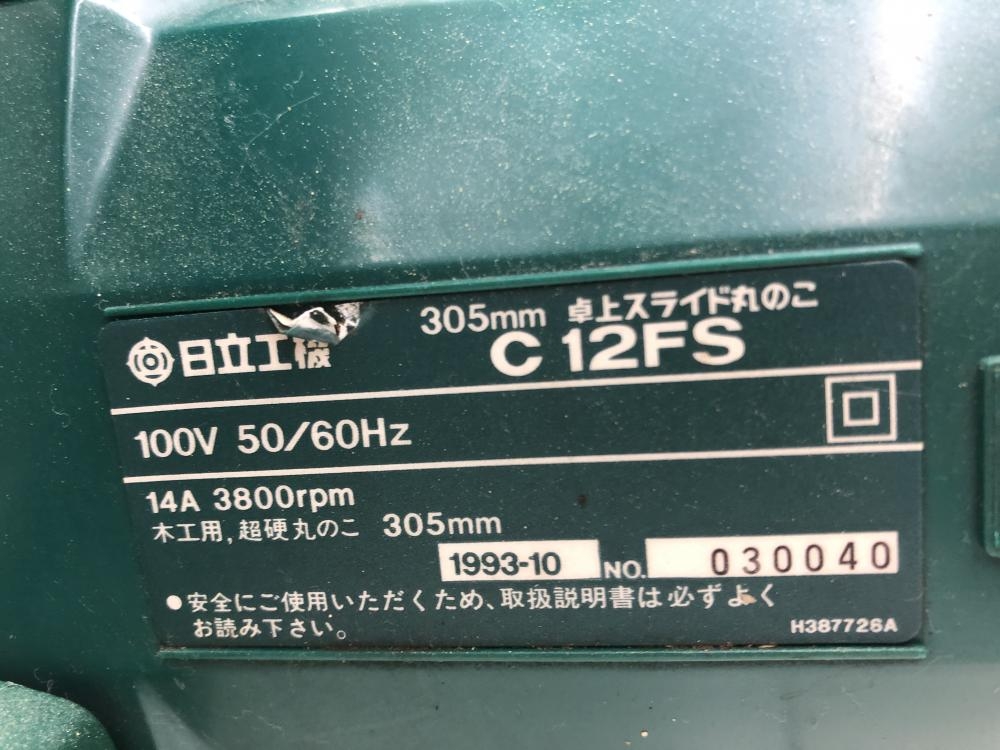 305mm 卓上スライド丸のこ
日立工機 C 12FS
100V 50/60Hz
14A 3800rpm
木工用, 超硬丸のこ 305mm
1993-10 NO. 030040
●安全にご使用いただくため、取扱説明書は必ずよく
お読み下さい。
H387726A